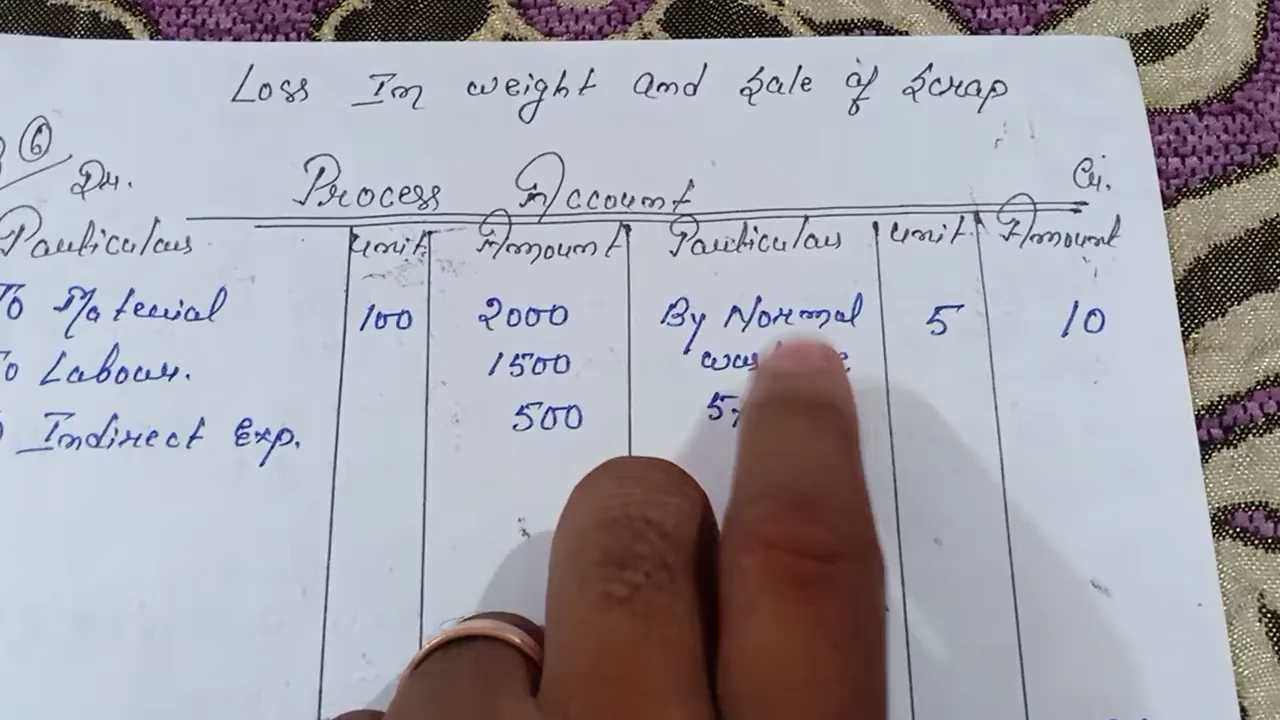 Loss In weight and Sale of Scrap
6
Dr.
Process Account
Cr.
Particulars unit Amount Particulars unit Amount
To Material 100 2000 By Normal 5 10
To Labour. 1500
Indirect Exp. 500